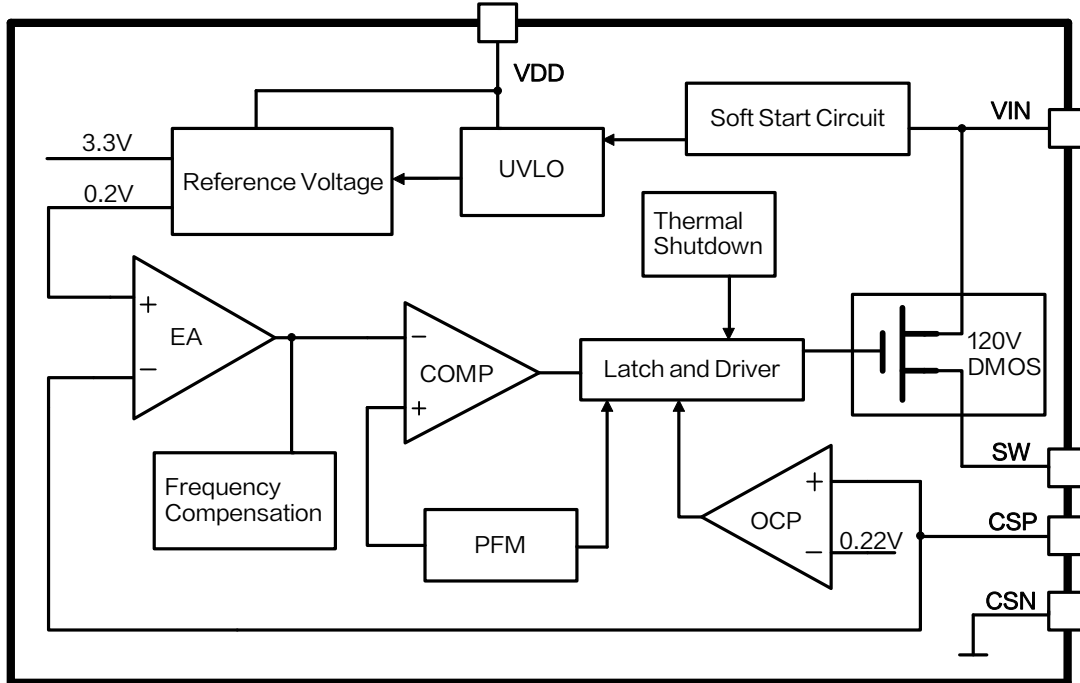 VDD
Soft Start Circuit
VIN
3.3V
Reference Voltage
UVLO
0.2V
Thermal
Shutdown
+
EA
−
−
COMP
+
Latch and Driver
120V
DMOS
SW
Frequency
Compensation
PFM
+
OCP
−
0.22V
CSP
CSN